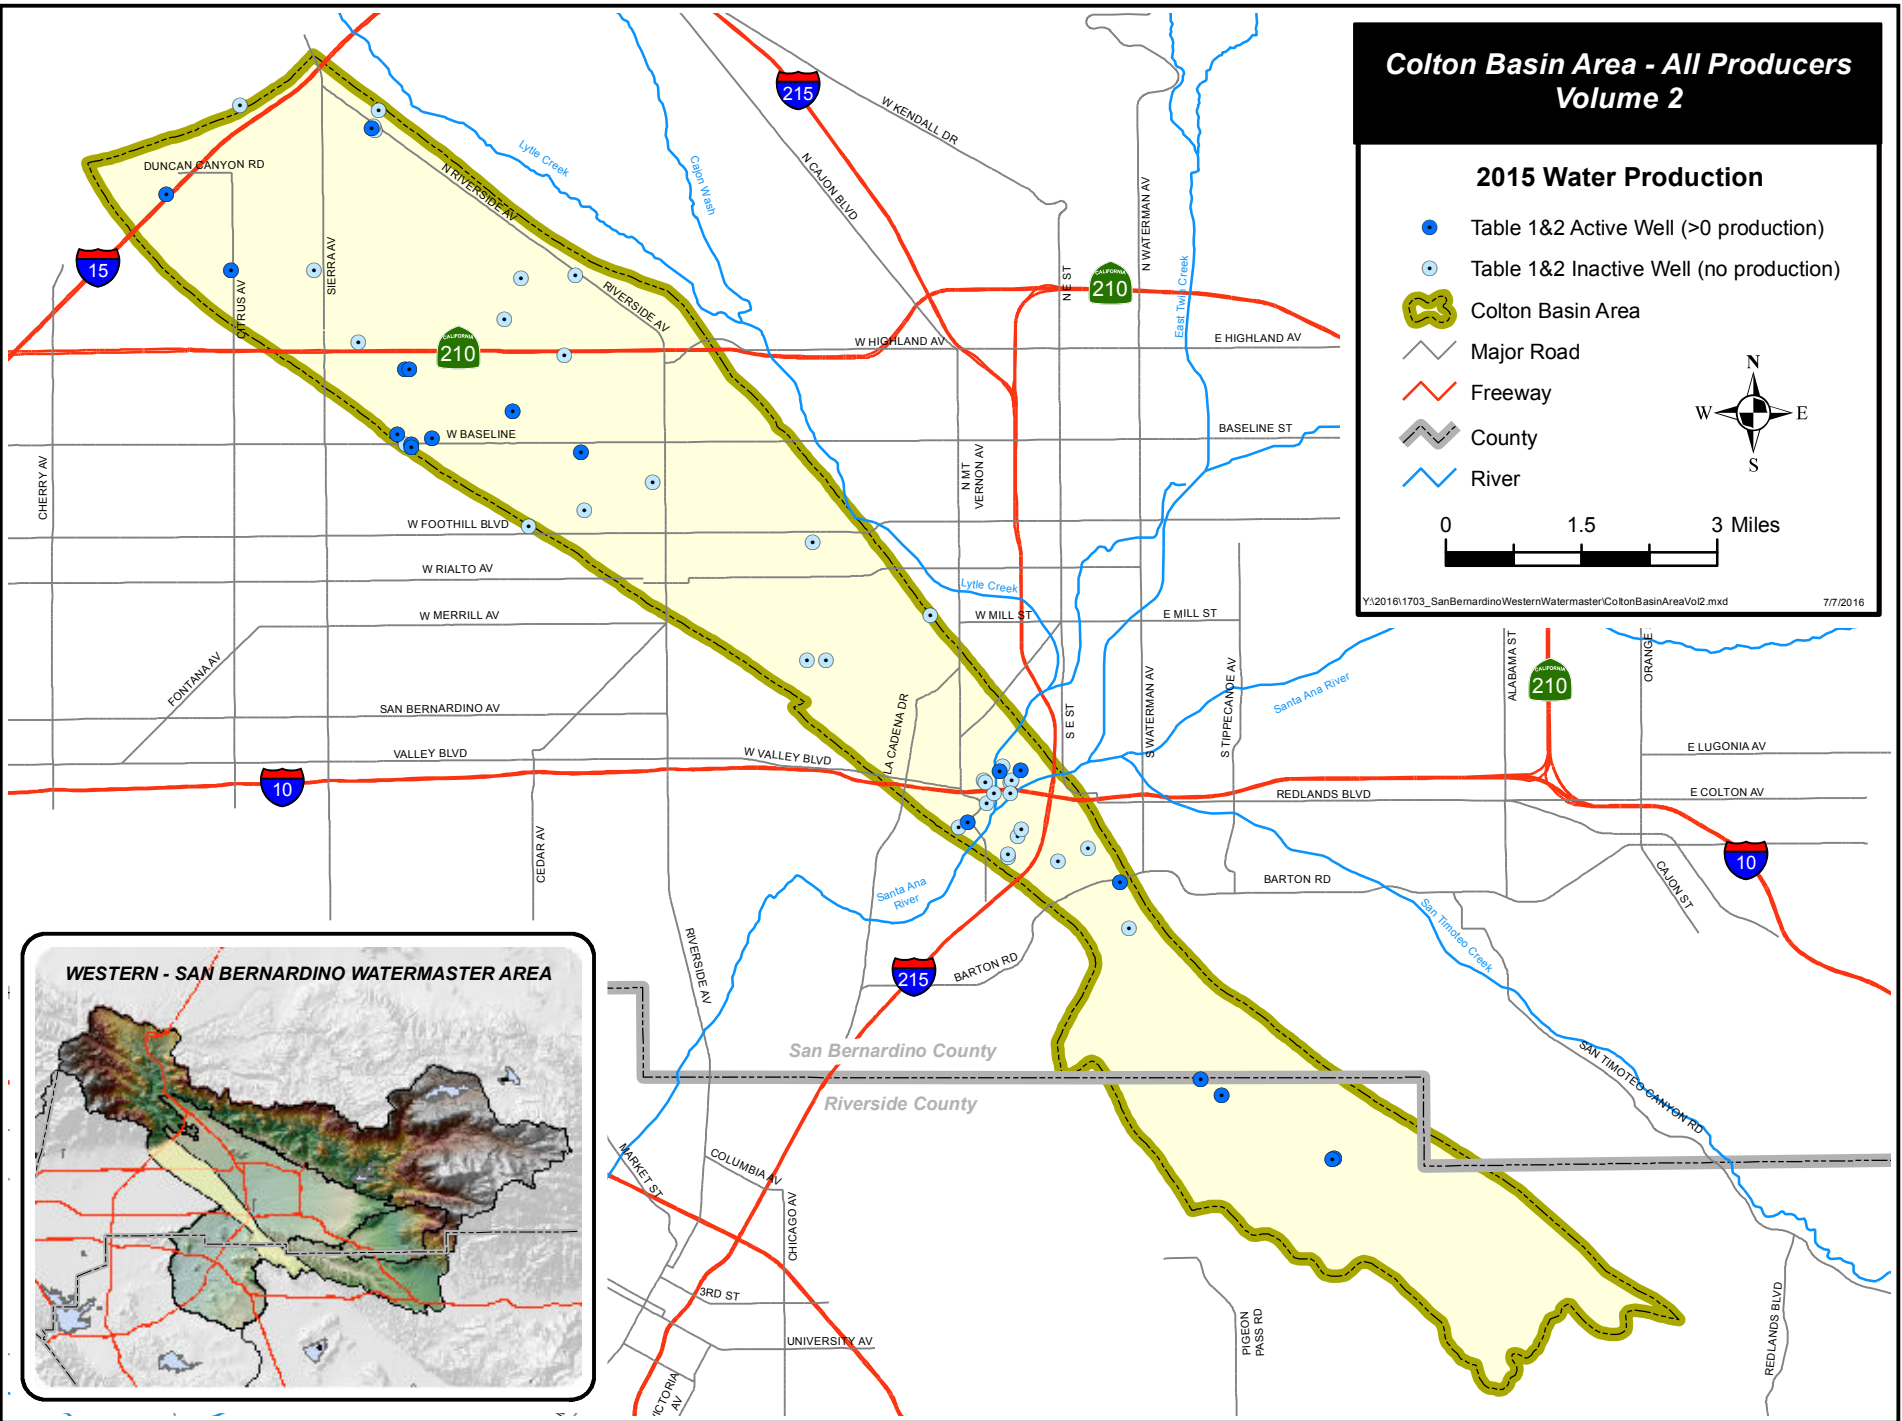 Colton Basin Area - All Producers
Volume 2
2015 Water Production
Table 1&2 Active Well (>0 production)
Table 1&2 Inactive Well (no production)
Colton Basin Area
Major Road
Freeway
County
River
N
W E
S
0 1.5 3 Miles
Y:\2016\1703_SanBernardinoWesternWatermaster\ColtonBasinAreaVol2.mxd
7/7/2016
215
W KENDALL DR
N CAJON BLVD
Lytle Creek
Cajon Wash
DUNCAN CANYON RD
N RIVERSIDE AV
N WATERMAN AV
15
SIERRA AV
CITRUS AV
RIVERSIDE AV
N E ST
CALIFORNIA
210
East Twin Creek
CALIFORNIA
210
W HIGHLAND AV
E HIGHLAND AV
W BASELINE
BASELINE ST
CHERRY AV
N MT
VERNON AV
W FOOTHILL BLVD
W RIALTO AV
Lytle Creek
W MERRILL AV
W MILL ST
E MILL ST
FONTANA AV
SAN BERNARDINO AV
LA CADENA DR
S E ST
S WATERMAN AV
S TIPPECANOE AV
Santa Ana River
ALABAMA ST
CALIFORNIA
210
ORANGE
VALLEY BLVD
W VALLEY BLVD
E LUGONIA AV
10
REDLANDS BLVD
E COLTON AV
CEDAR AV
10
Santa Ana
River
BARTON RD
CAJON ST
San Timoteo Creek
RIVERSIDE AV
215
BARTON RD
WESTERN - SAN BERNARDINO WATERMASTER AREA
San Bernardino County
Riverside County
SAN TIMOTEO CANYON RD
MARKET ST
COLUMBIA AV
CHICAGO AV
3RD ST
UNIVERSITY AV
PIGEON
PASS RD
REDLANDS BLVD
AV